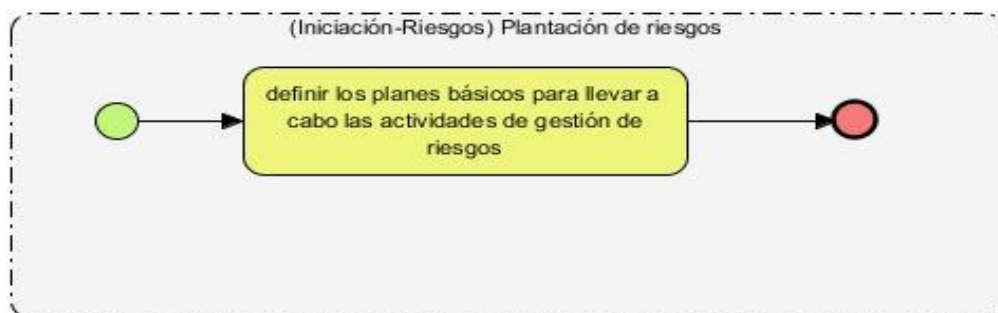 (Iniciación-Riesgos) Plantación de riesgos
definir los planes básicos para llevar a
cabo las actividades de gestión de
riesgos